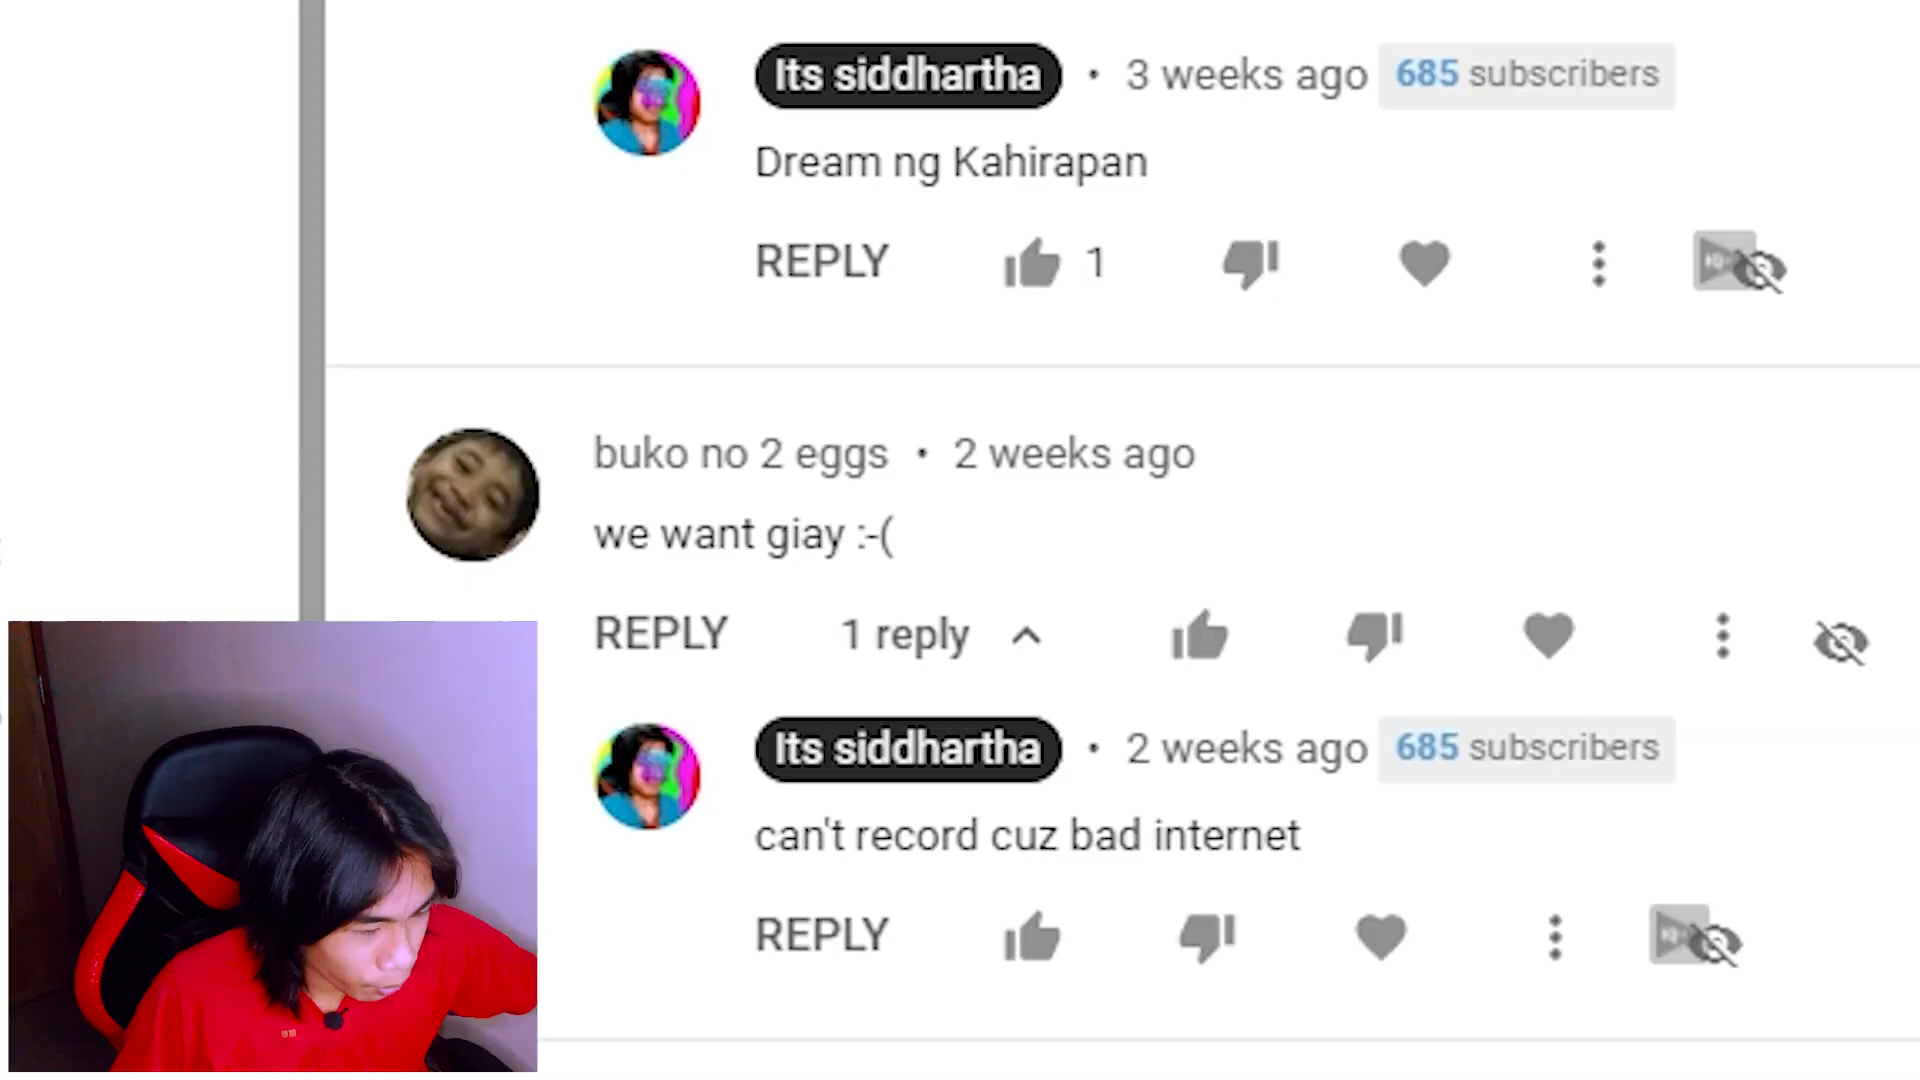 Its siddhartha • 3 weeks ago 685 subscribers
Dream ng Kahirapan
REPLY 1
buko no 2 eggs • 2 weeks ago
we want giay :-(
REPLY 1 reply
Its siddhartha • 2 weeks ago 685 subscribers
can't record cuz bad internet
REPLY